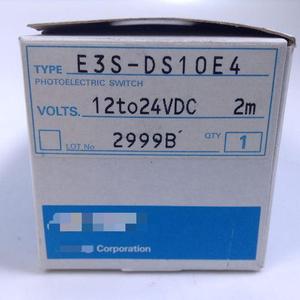 TYPE E3S-DS10E4
PHOTOELECTRIC SWITCH
VOLTS. 12to24VDC 2m
LOT No 2999B QTY 1
Corporation